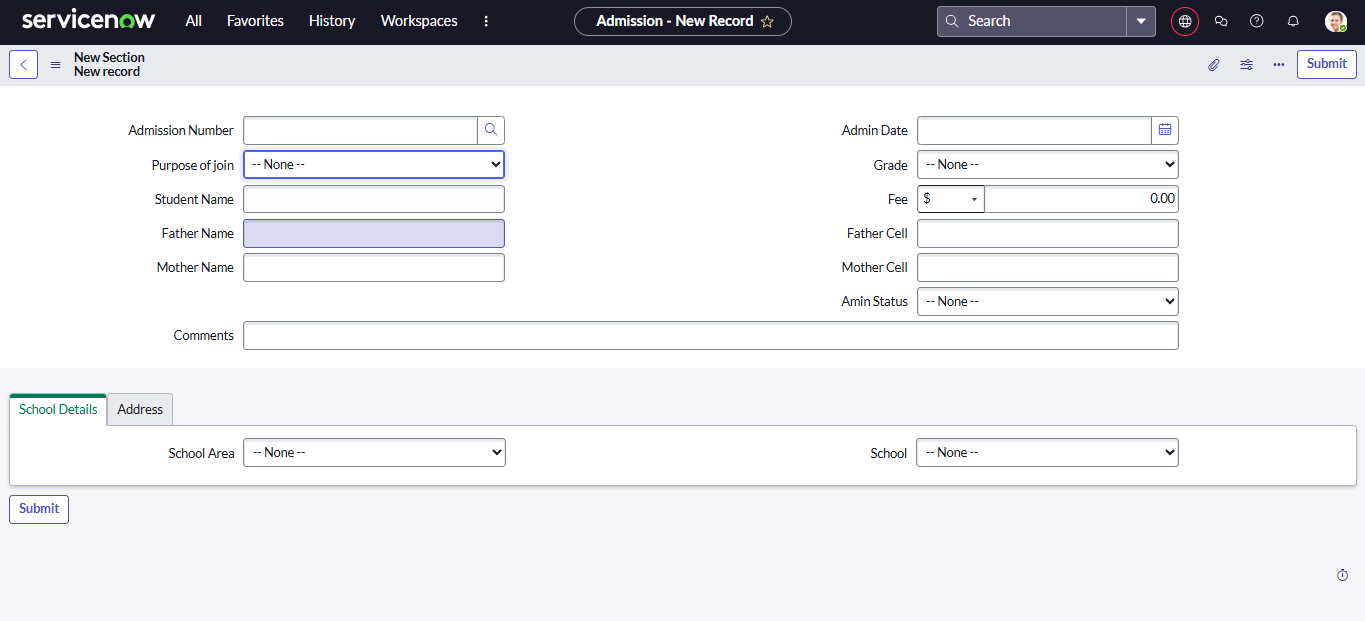 servicenow All Favorites History Workspaces Admission - New Record Search
New Section
New record
Submit
Admission Number
Admin Date
Purpose of join -- None --
Grade -- None --
Student Name
Fee $ 0.00
Father Name
Father Cell
Mother Name
Mother Cell
Amin Status -- None --
Comments
School Details Address
School Area -- None --
School -- None --
Submit